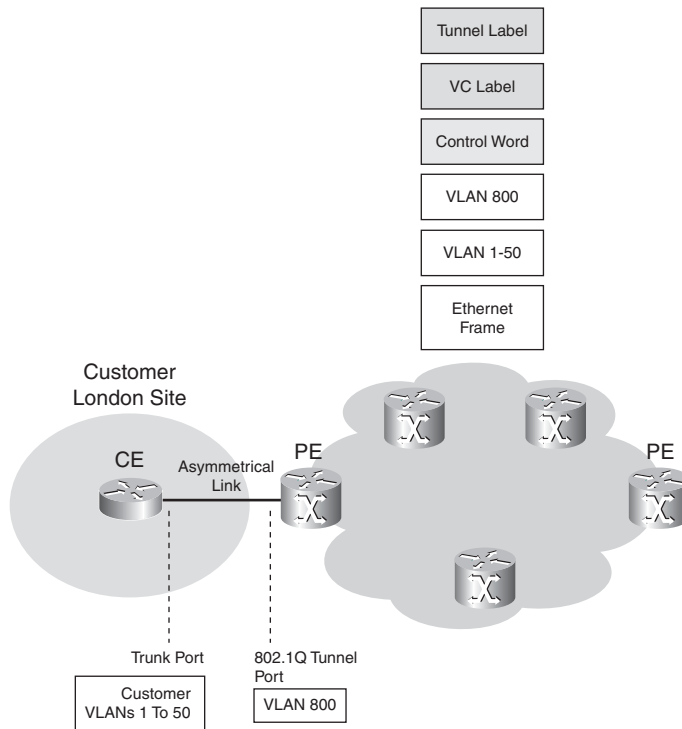 Tunnel Label
VC Label
Control Word
VLAN 800
VLAN 1-50
Ethernet
Frame
Customer
London Site
CE
Asymmetrical
Link
PE
PE
Trunk Port
802.1Q Tunnel
Port
Customer
VLANs 1 To 50
VLAN 800